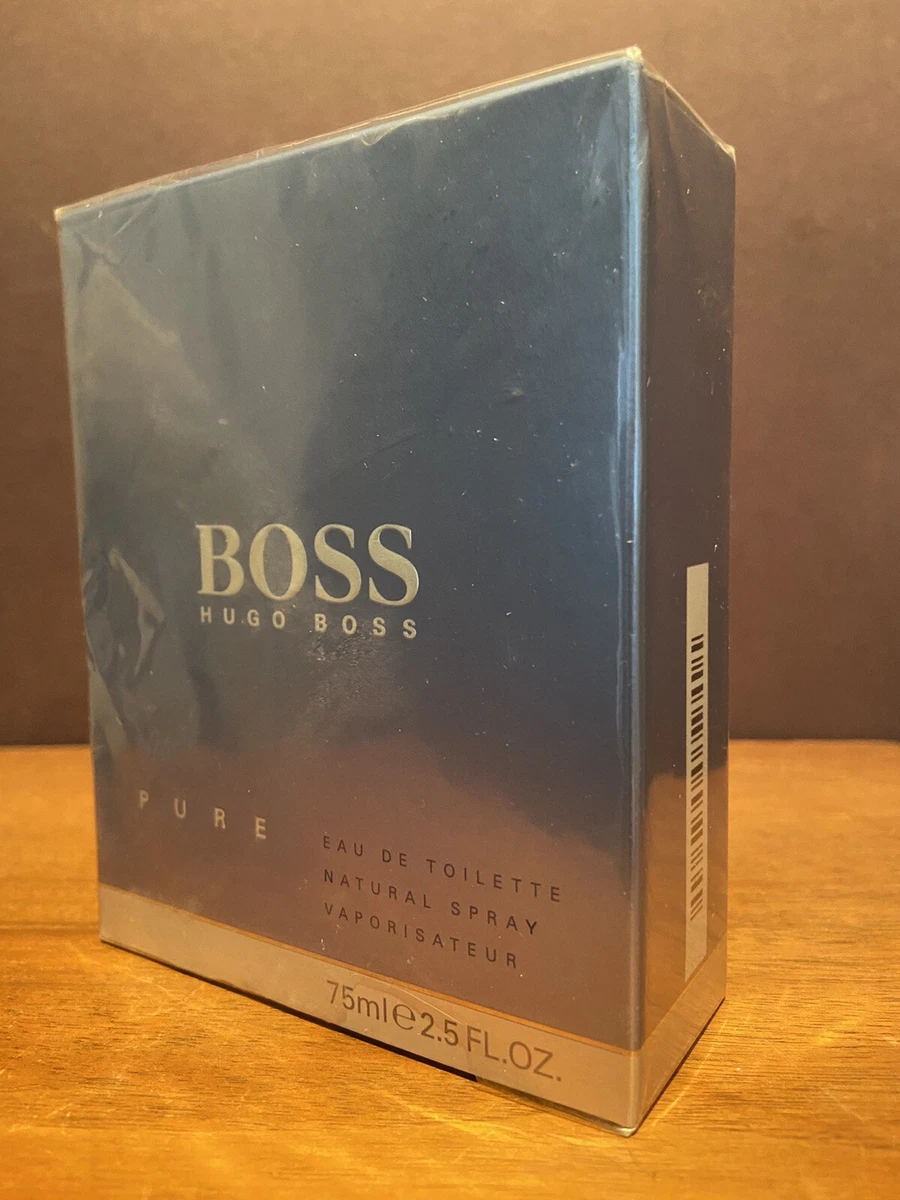 BOSS
HUGO BOSS
PURE
EAU DE TOILETTE
NATURAL SPRAY
VAPORISATEUR
75ml℮2.5 FL.OZ.